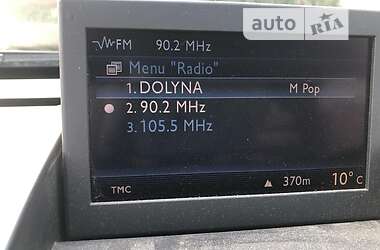 auto RIA
FM 90.2 MHz
Menu "Radio"
1. DOLYNA M Pop
2. 90.2 MHz
3. 105.5 MHz
TMC 370m 10° C